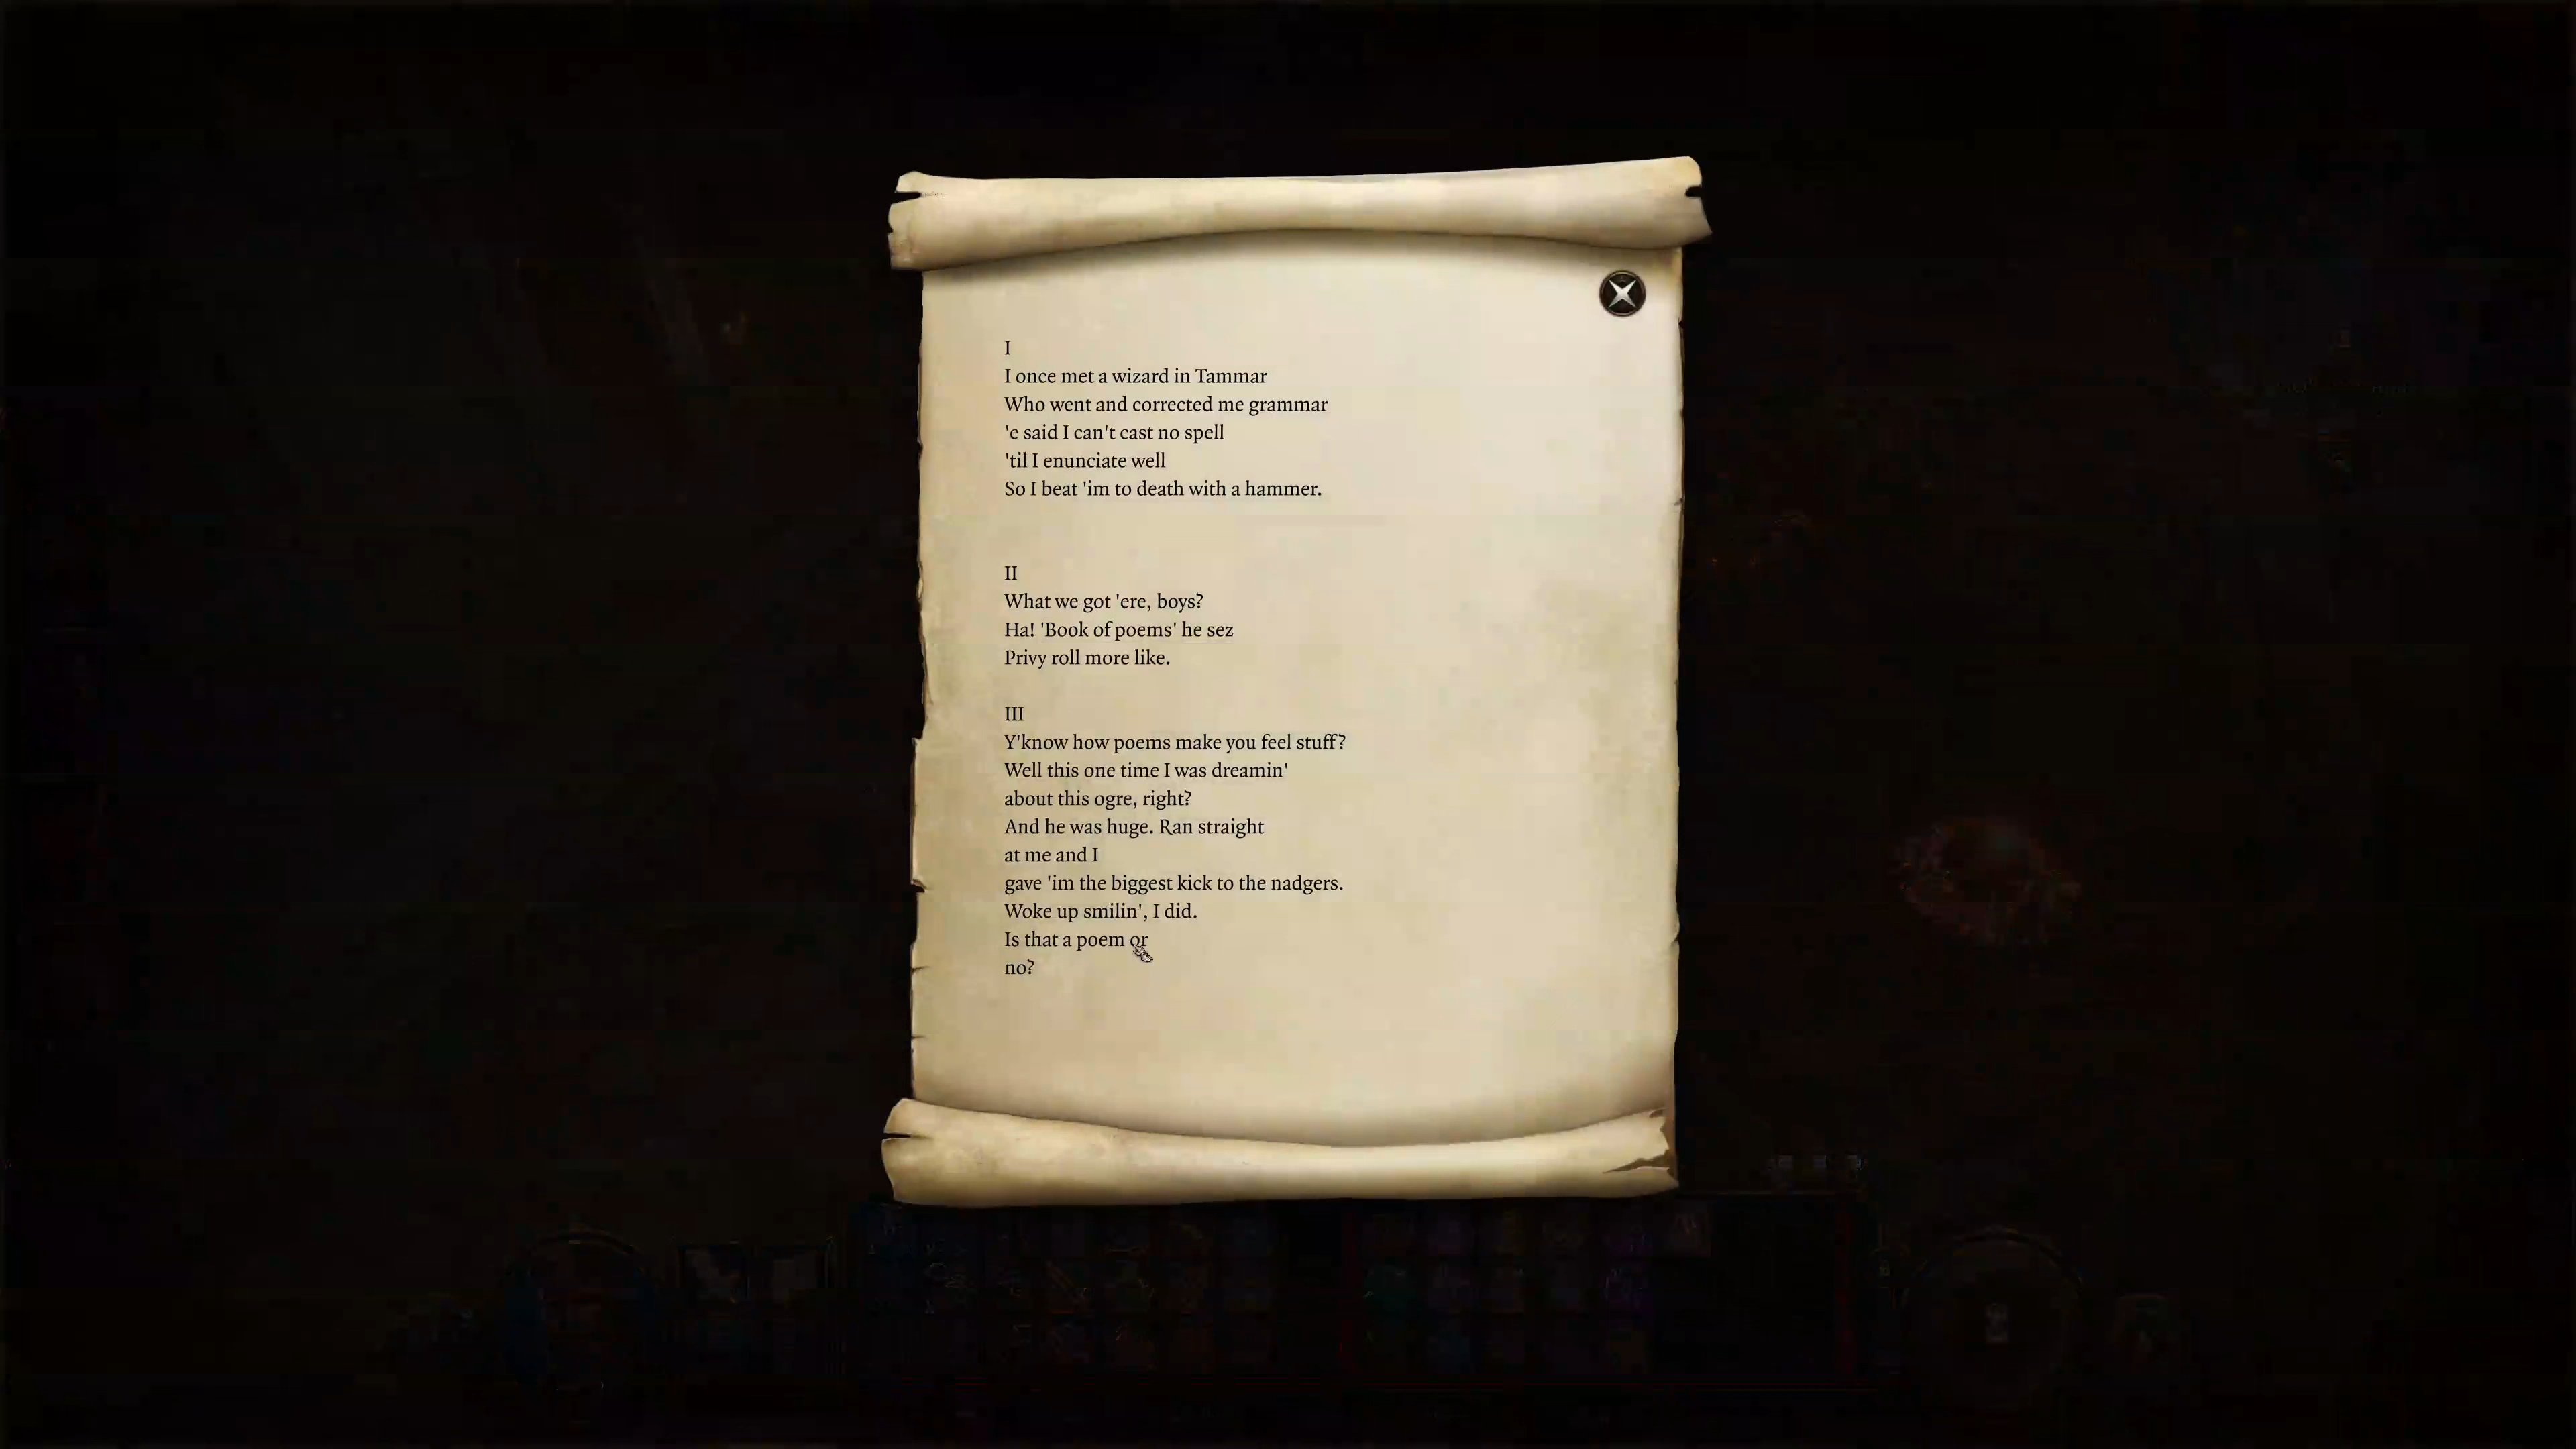 I
I once met a wizard in Tammar
Who went and corrected me grammar
'e said I can't cast no spell
'til I enunciate well
So I beat 'im to death with a hammer.
II
What we got 'ere, boys?
Ha! 'Book of poems' he sez
Privy roll more like.
III
Y'know how poems make you feel stuff?
Well this one time I was dreamin'
about this ogre, right?
And he was huge. Ran straight
at me and I
gave 'im the biggest kick to the nadgers.
Woke up smilin', I did.
Is that a poem or
no?